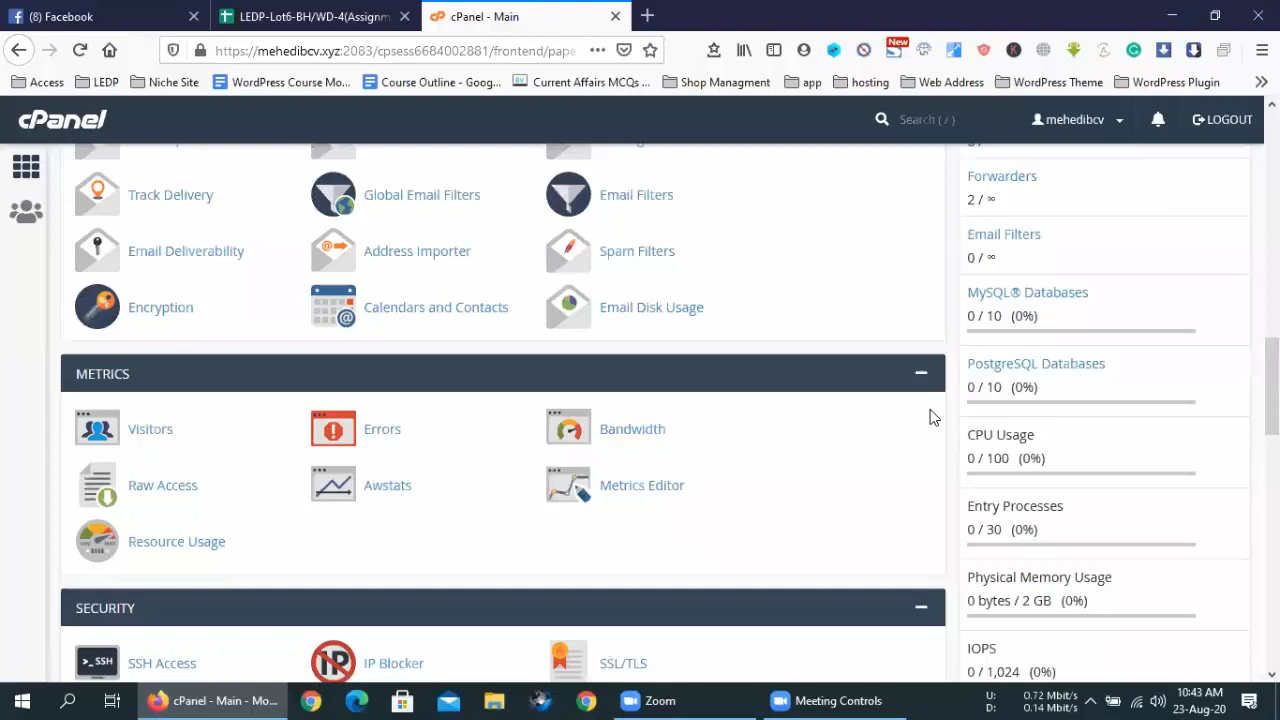 (8) Facebook
LEDP-Lot6-BH/WD-4(Assignm
cPanel - Main
https://mehedibcv.xyz:2083/cpsess6684002881/frontend/pape
New
Access
LEDP
Niche Site
WordPress Course Mo...
Course Outline - Goog...
Current Affairs MCQs ...
Shop Managment
app
hosting
Web Address
WordPress Theme
WordPress Plugin
cPanel
Search ( / )
mehedibcv
LOGOUT
Track Delivery
Global Email Filters
Email Filters
Email Deliverability
Address Importer
Spam Filters
Encryption
Calendars and Contacts
Email Disk Usage
METRICS
Visitors
Errors
Bandwidth
Raw Access
Awstats
Metrics Editor
Resource Usage
SECURITY
>_SSH
SSH Access
IP
IP Blocker
SSL/TLS
Forwarders
2 / ∞
Email Filters
0 / ∞
MySQL® Databases
0 / 10 (0%)
PostgreSQL Databases
0 / 10 (0%)
CPU Usage
0 / 100 (0%)
Entry Processes
0 / 30 (0%)
Physical Memory Usage
0 bytes / 2 GB (0%)
IOPS
0 / 1,024 (0%)
cPanel - Main - Mo...
Zoom
Meeting Controls
U: 0.72 Mbit/s
D: 0.14 Mbit/s
10:43 AM
23-Aug-20